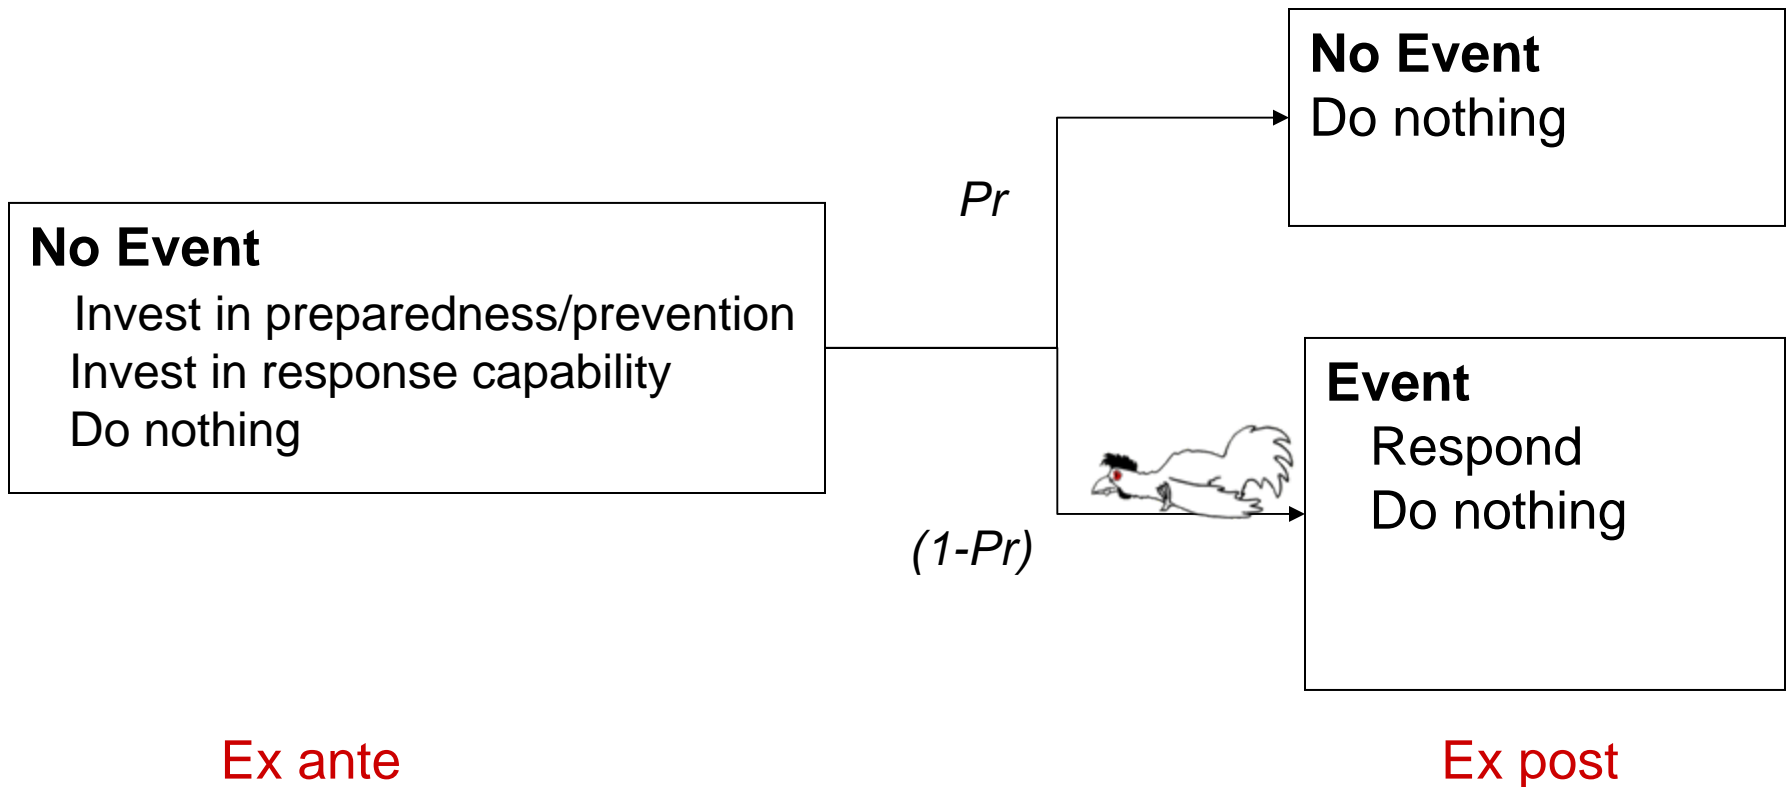 No Event
Do nothing
Pr
No Event
Invest in preparedness/prevention
Invest in response capability
Do nothing
Event
Respond
Do nothing
(1-Pr)
Ex ante
Ex post